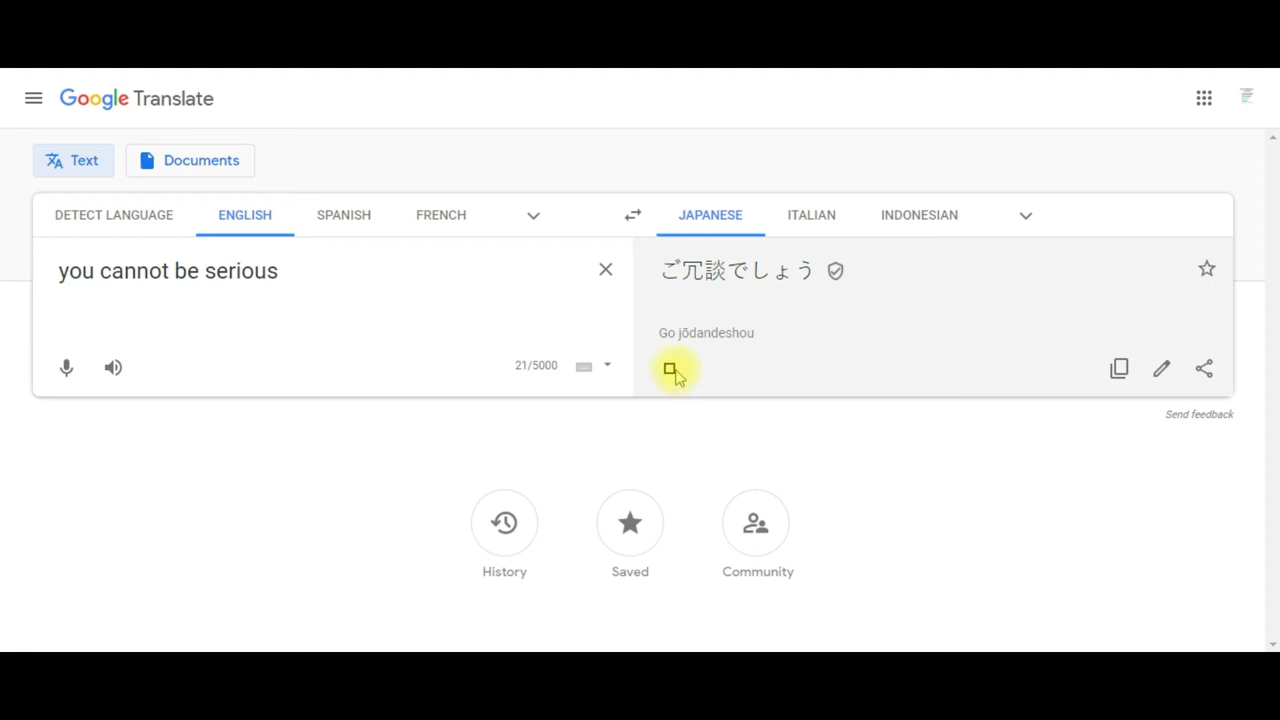 Google Translate
Text
Documents
DETECT LANGUAGE
ENGLISH
SPANISH
FRENCH
JAPANESE
ITALIAN
INDONESIAN
you cannot be serious
ご冗談でしょう
Go jōdandeshou
21/5000
Send feedback
History
Saved
Community